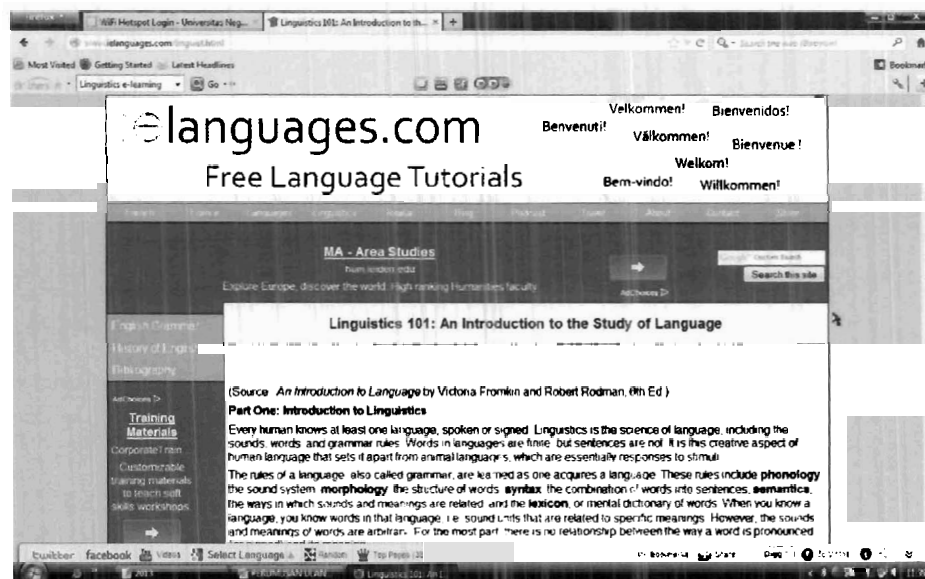 WiFi Hotspot Login - Universitas Neg...
Linguistics 101: An Introduction to th...
ielanguages.com
Most Visited Getting Started Latest Headlines
Bookmar
Linguistics e-learning Go
elanguages.com
Free Language Tutorials
Velkommen! Bienvenidos!
Benvenuti! Välkommen! Bienvenue !
Welkom!
Bem-vindo! Willkommen!
MA - Area Studies
Explore Europe, discover the world. High ranking Humanities faculty
AdChoices
Search this site
Linguistics 101: An Introduction to the Study of Language
English Grammar
History of English
Bibliography
(Source An Introduction to Language by Victoria Fromkin and Robert Rodman, 6th Ed )
Part One: Introduction to Linguistics
Every human knows at least one language, spoken or signed. Linguistics is the science of language, including the
sounds, words, and grammar rules. Words in languages are finite, but sentences are not. It is this creative aspect of
human language that sets it apart from animal languages, which are essentially responses to stimuli
The rules of a language also called grammar, are learned as one acquires a language. These rules include phonology
the sound system morphology the structure of words syntax the combination of words into sentences, semantics,
the ways in which sounds and meanings are related and the lexicon, or mental dictionary of words. When you know a
language, you know words in that language, i.e. sound units that are related to specific meanings. However, the sounds
and meanings of words are arbitrary. For the most part there is no relationship between the way a word is pronounced
AdChoices
Training
Materials
Customizable
training materials
to teach soft
skills workshops
twitter facebook Videos Select Language Random Top Pages
Share
Linguistics 101: An I